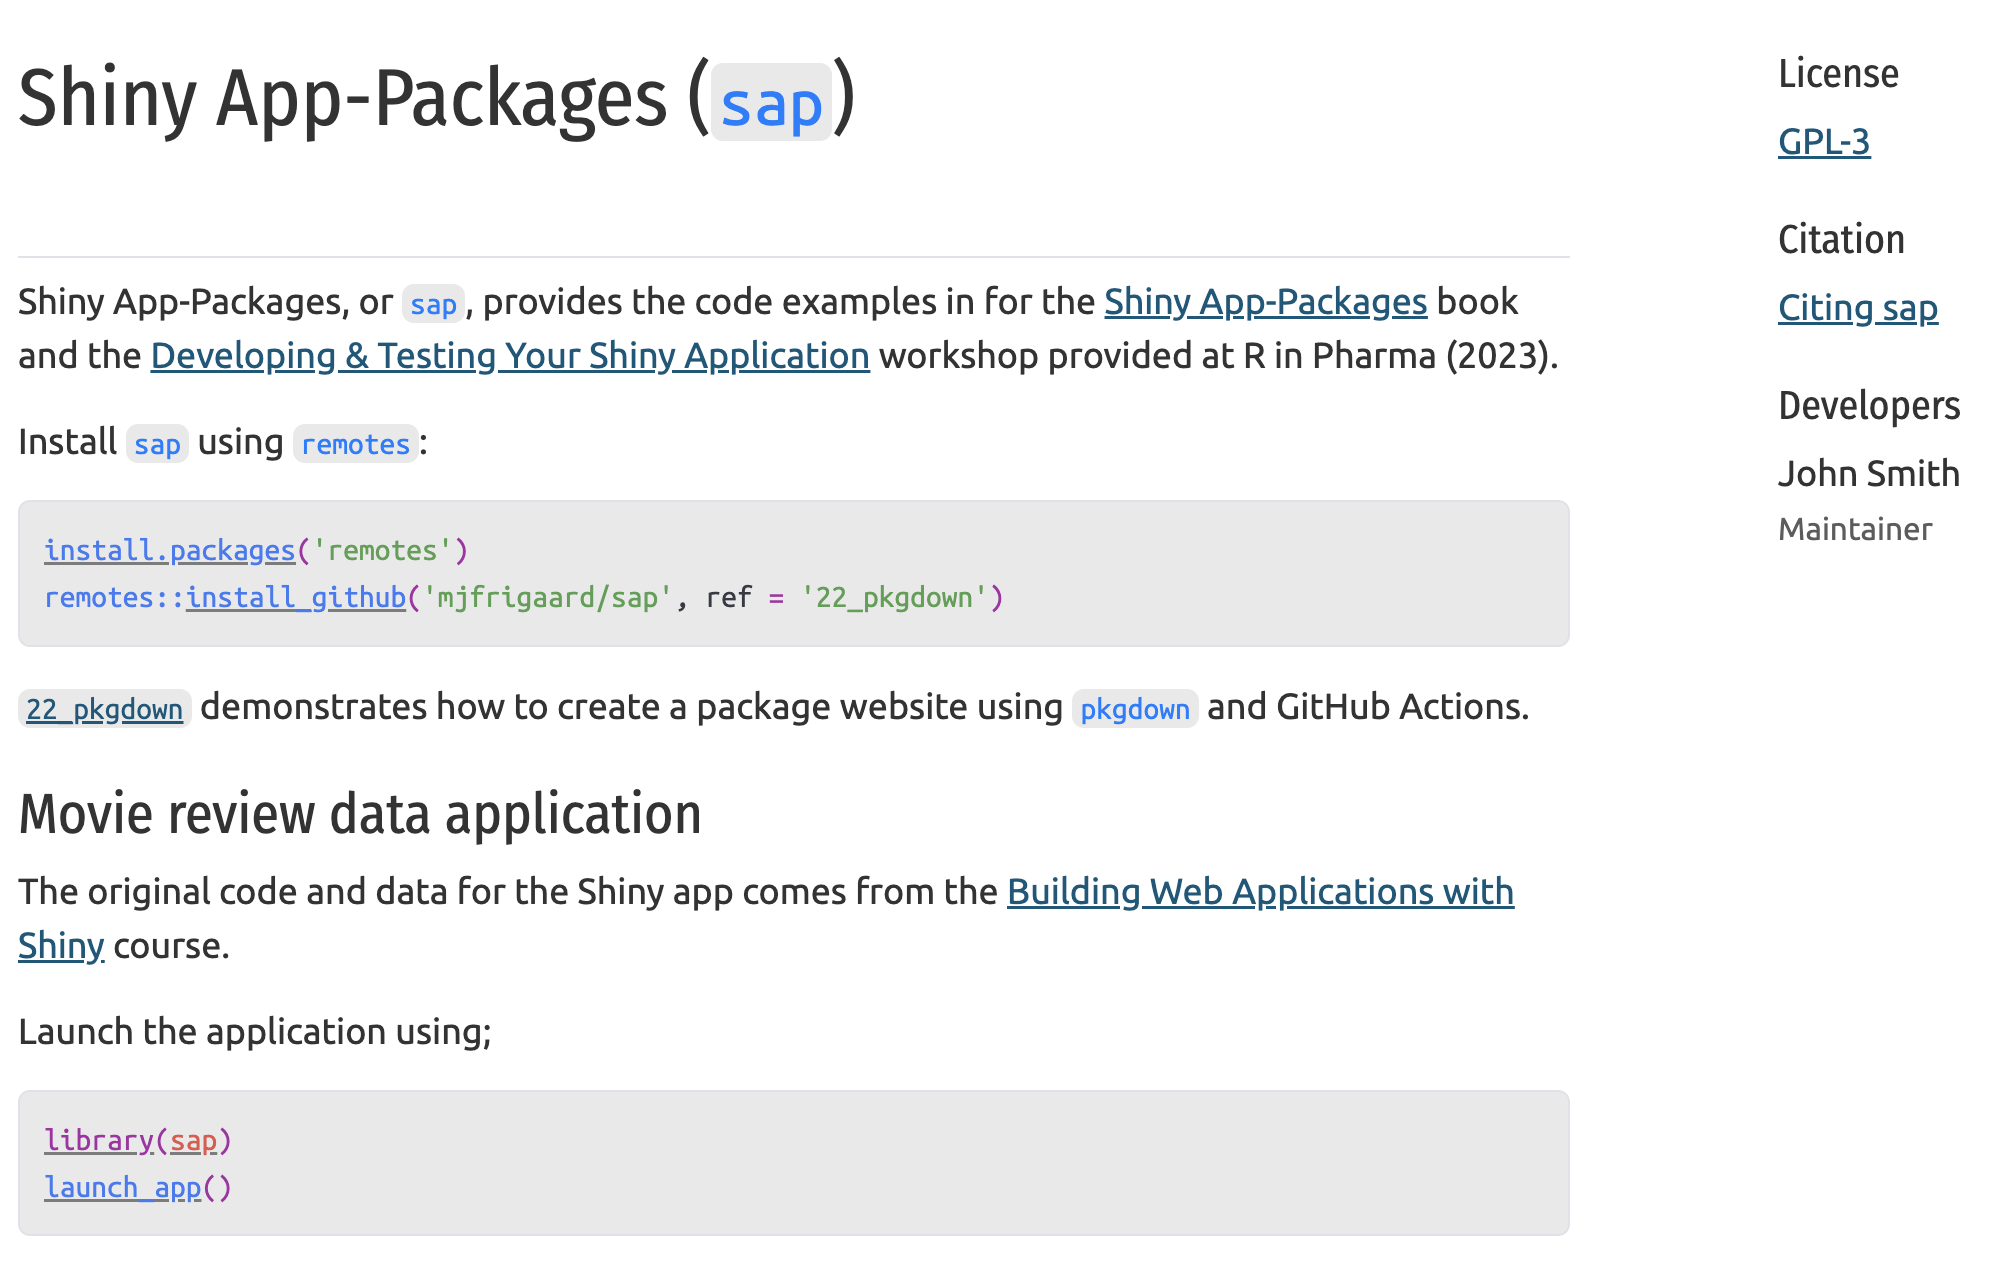 Shiny App-Packages (sap)
Shiny App-Packages, or sap, provides the code examples in for the Shiny App-Packages book
and the Developing & Testing Your Shiny Application workshop provided at R in Pharma (2023).
Install sap using remotes:
install.packages('remotes')
remotes::install_github('mjfrigaard/sap', ref = '22_pkgdown')
22_pkgdown demonstrates how to create a package website using pkgdown and GitHub Actions.
Movie review data application
The original code and data for the Shiny app comes from the Building Web Applications with
Shiny course.
Launch the application using;
library(sap)
launch_app()
License
GPL-3
Citation
Citing sap
Developers
John Smith
Maintainer